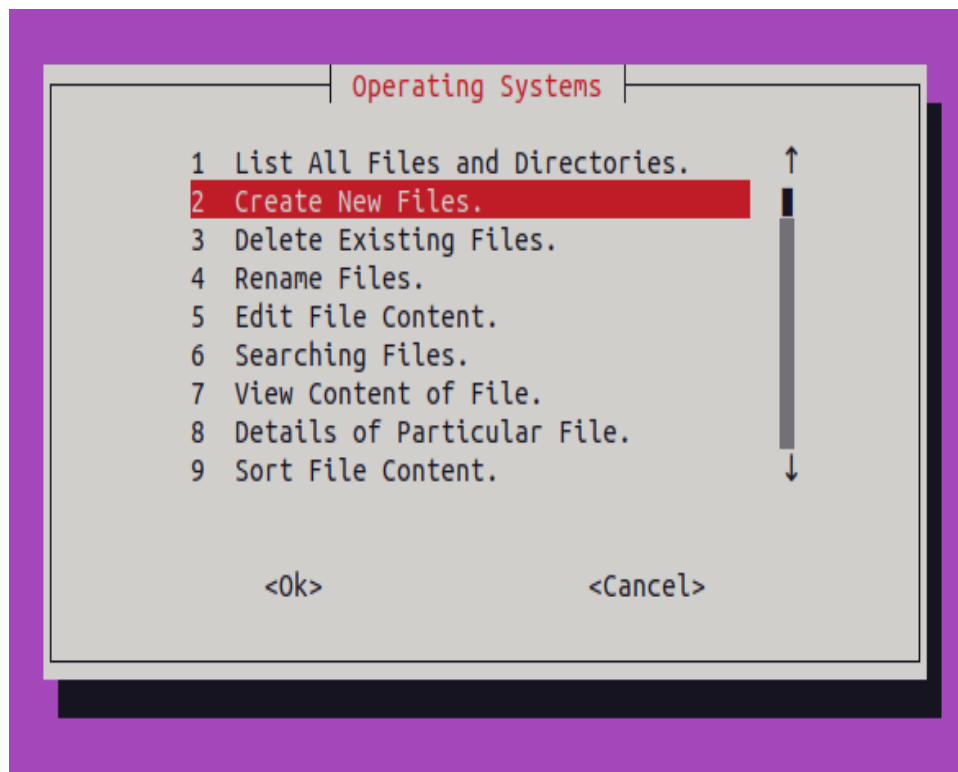 Operating Systems
1 List All Files and Directories.
2 Create New Files.
3 Delete Existing Files.
4 Rename Files.
5 Edit File Content.
6 Searching Files.
7 View Content of File.
8 Details of Particular File.
9 Sort File Content.
<Ok> <Cancel>